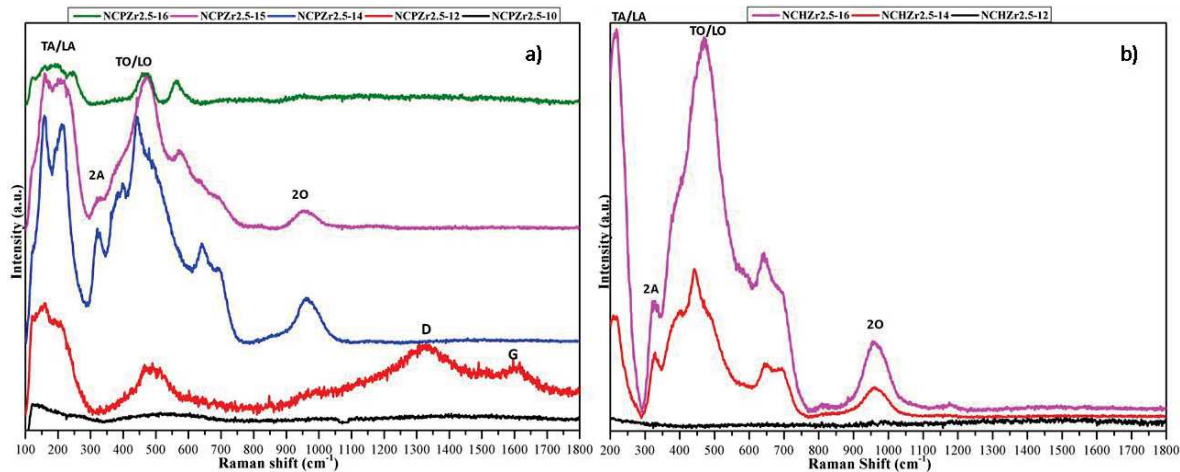 NCPZr2.5-16 NCPZr2.5-15 NCPZr2.5-14 NCPZr2.5-12 NCPZr2.5-10
TA/LA
TO/LO
a)
2A
2O
D
G
Intensity (a.u.)
100 200 300 400 500 600 700 800 900 1000 1100 1200 1300 1400 1500 1600 1700 1800
Raman shift (cm-1)
NCHZr2.5-16 NCHZr2.5-14 NCHZr2.5-12
TA/LA
TO/LO
b)
2A
2O
Intensity (a.u.)
200 300 400 500 600 700 800 900 1000 1100 1200 1300 1400 1500 1600 1700 1800
Raman Shift (cm-1)